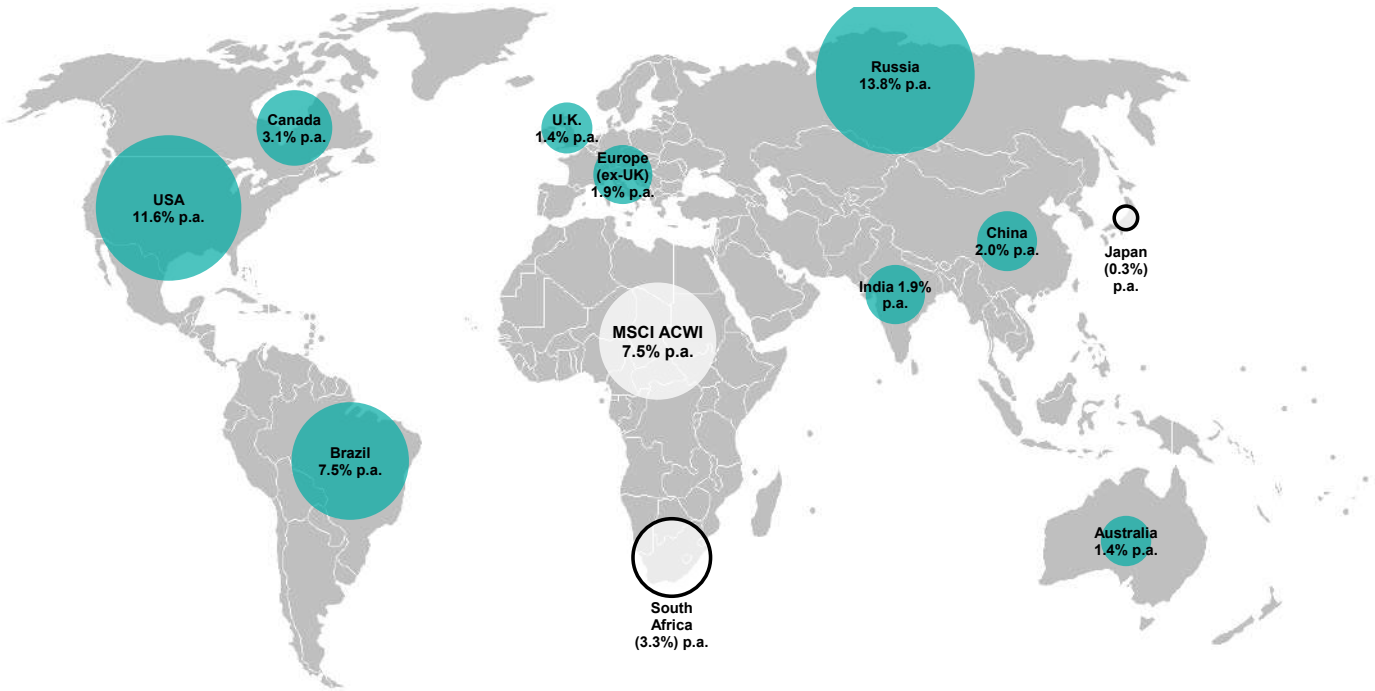 Russia
13.8% p.a.
Canada
3.1% p.a.
U.K.
1.4% p.a.
Europe
(ex-UK)
1.9% p.a.
USA
11.6% p.a.
China
2.0% p.a.
Japan
(0.3%)
p.a.
India 1.9%
p.a.
MSCI ACWI
7.5% p.a.
Brazil
7.5% p.a.
Australia
1.4% p.a.
South
Africa
(3.3%) p.a.